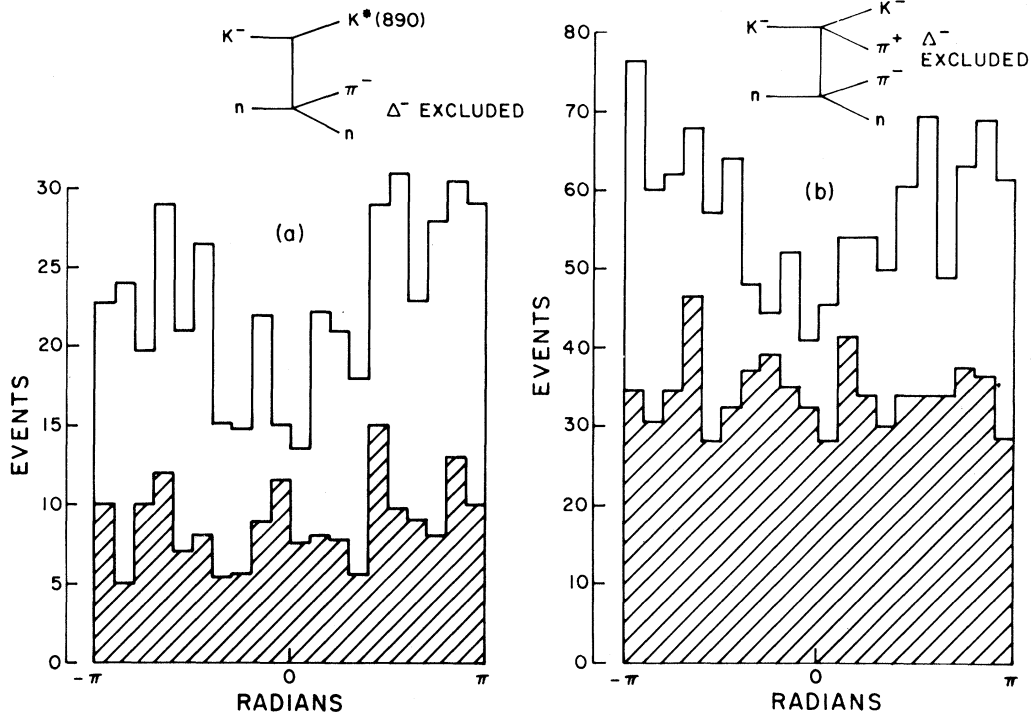 K⁻
K*(890)
n
π⁻
n
Δ⁻ EXCLUDED
(a)
EVENTS
30
25
20
15
10
5
0
-π
0
π
RADIANS
K⁻
K⁻
π⁺
Δ⁻
EXCLUDED
n
π⁻
n
(b)
EVENTS
80
70
60
50
40
30
20
10
0
-π
0
π
RADIANS